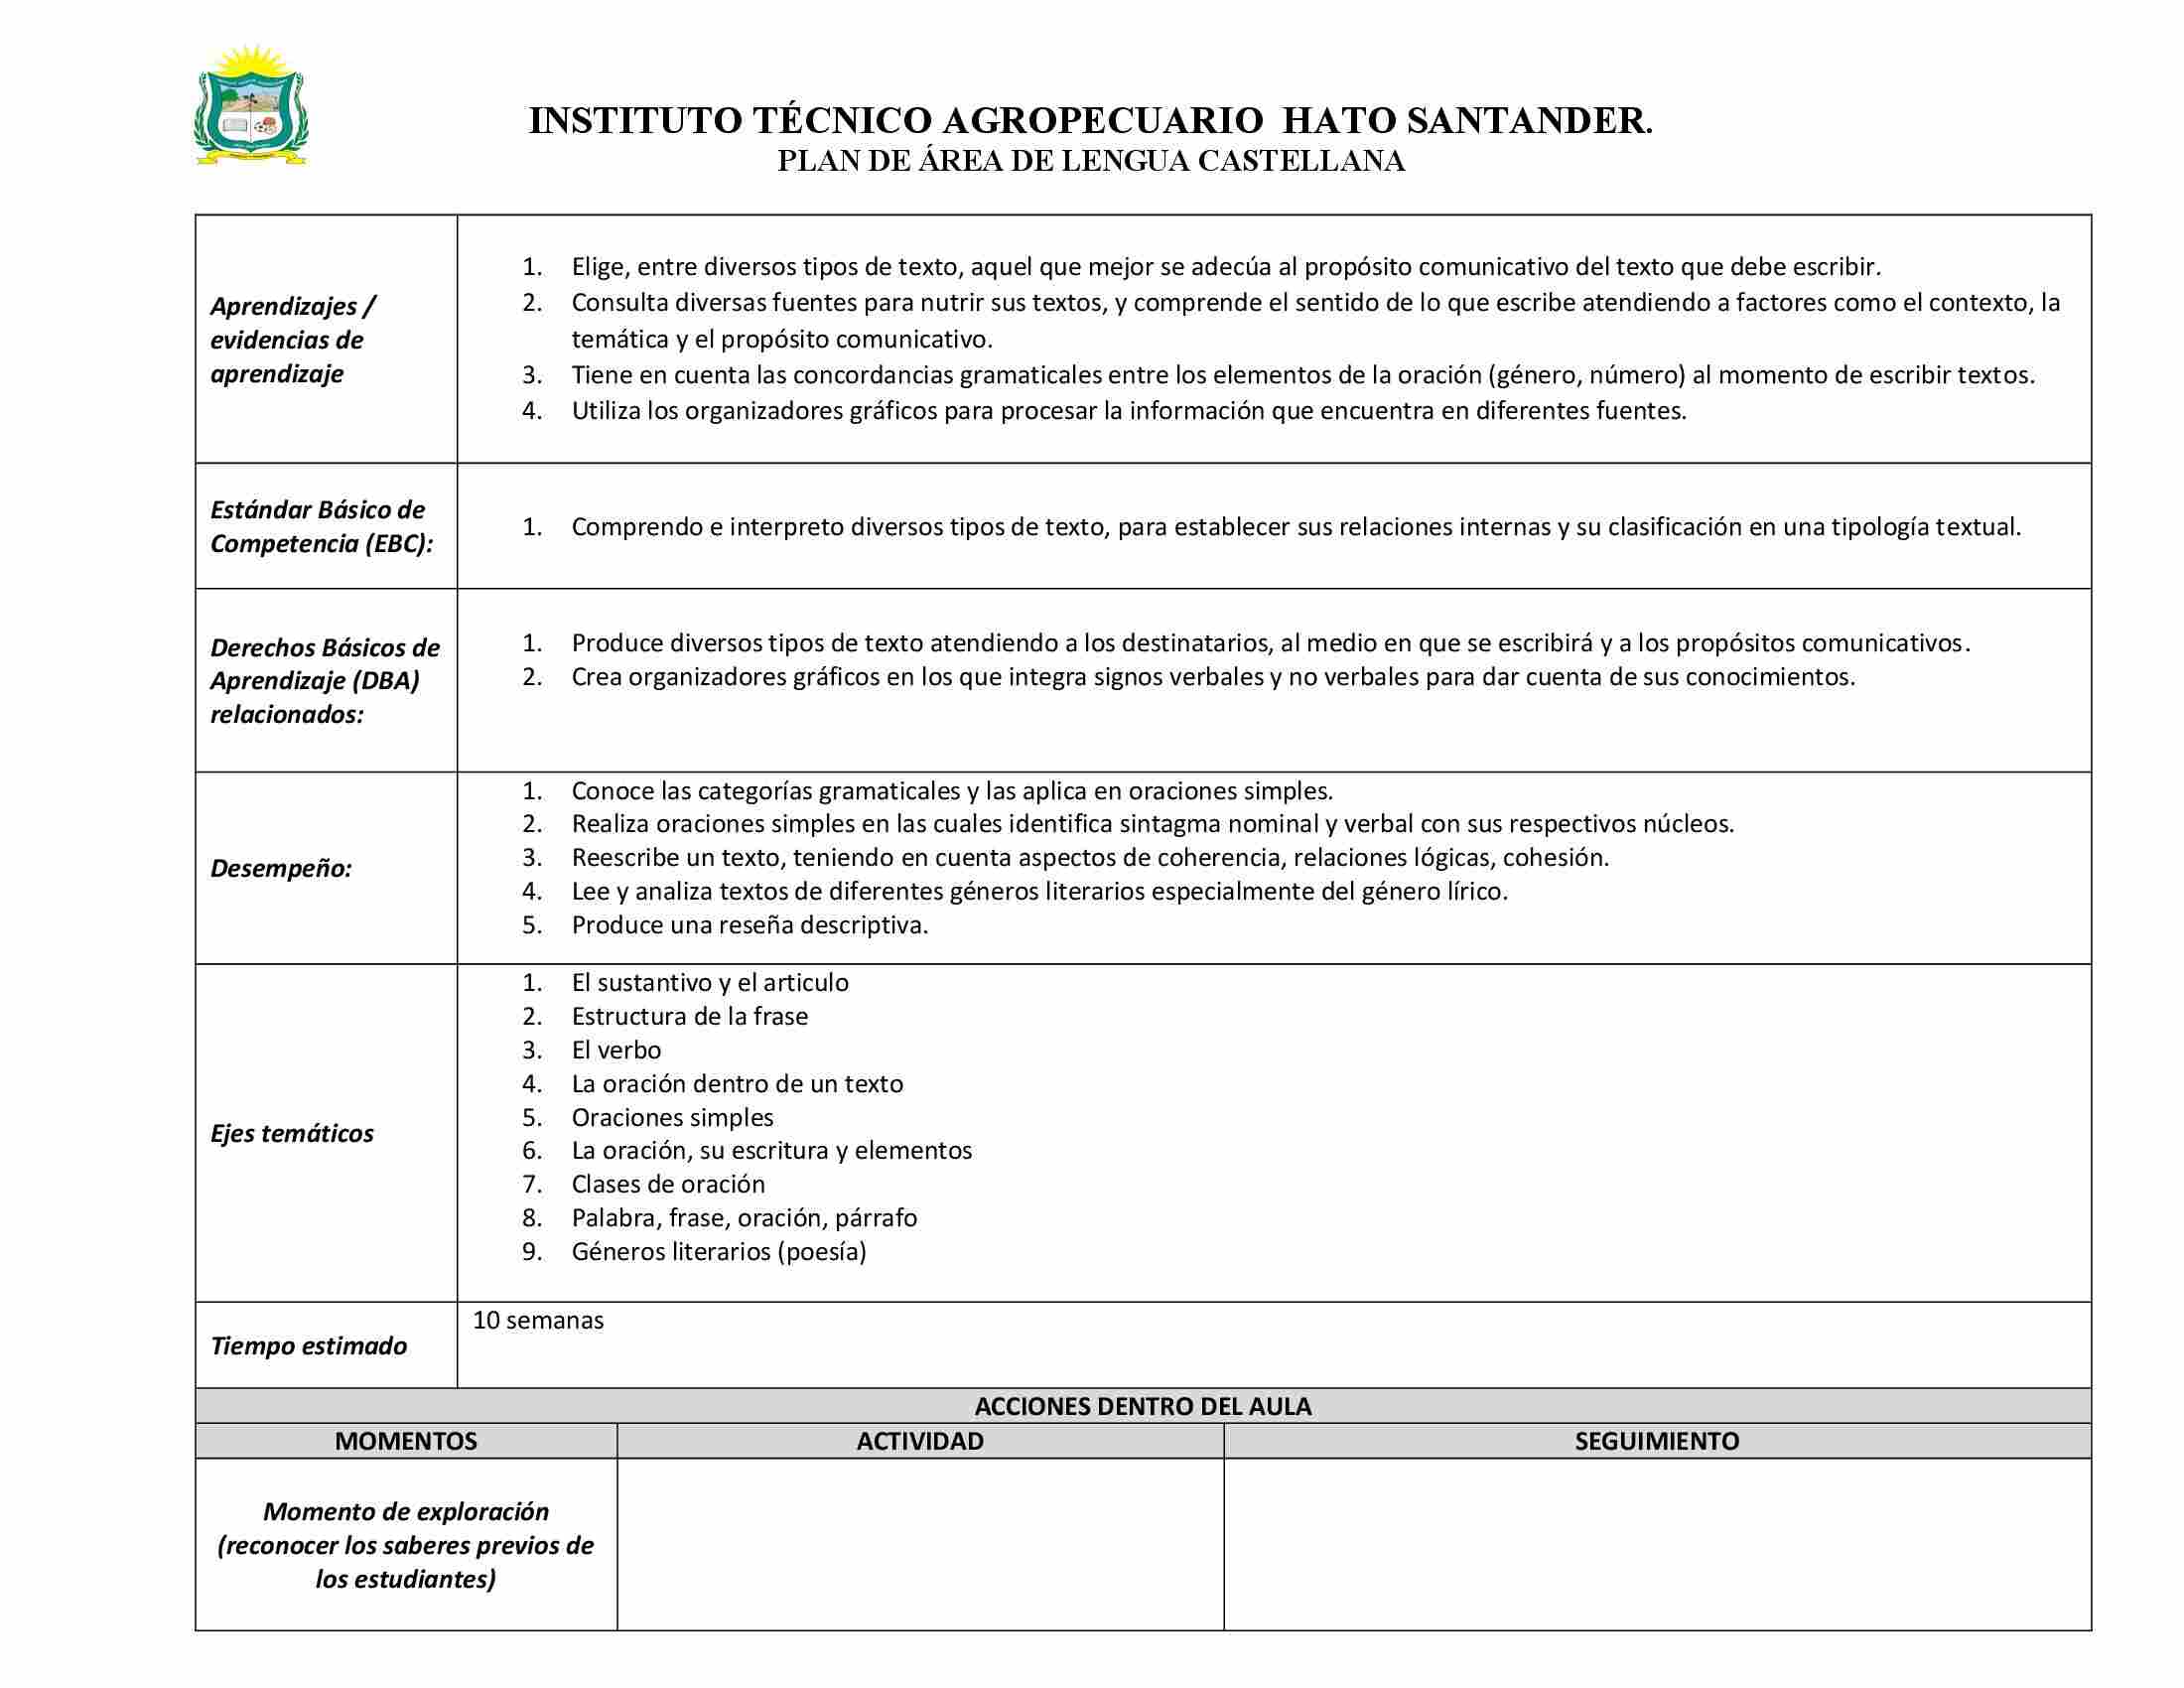 INSTITUTO TÉCNICO AGROPECUARIO HATO SANTANDER.
PLAN DE ÁREA DE LENGUA CASTELLANA
Aprendizajes /
evidencias de
aprendizaje
1. Elige, entre diversos tipos de texto, aquel que mejor se adecúa al propósito comunicativo del texto que debe escribir.
2. Consulta diversas fuentes para nutrir sus textos, y comprende el sentido de lo que escribe atendiendo a factores como el contexto, la
temática y el propósito comunicativo.
3. Tiene en cuenta las concordancias gramaticales entre los elementos de la oración (género, número) al momento de escribir textos.
4. Utiliza los organizadores gráficos para procesar la información que encuentra en diferentes fuentes.
Estándar Básico de
Competencia (EBC):
1. Comprendo e interpreto diversos tipos de texto, para establecer sus relaciones internas y su clasificación en una tipología textual.
Derechos Básicos de
Aprendizaje (DBA)
relacionados:
1. Produce diversos tipos de texto atendiendo a los destinatarios, al medio en que se escribirá y a los propósitos comunicativos.
2. Crea organizadores gráficos en los que integra signos verbales y no verbales para dar cuenta de sus conocimientos.
Desempeño:
1. Conoce las categorías gramaticales y las aplica en oraciones simples.
2. Realiza oraciones simples en las cuales identifica sintagma nominal y verbal con sus respectivos núcleos.
3. Reescribe un texto, teniendo en cuenta aspectos de coherencia, relaciones lógicas, cohesión.
4. Lee y analiza textos de diferentes géneros literarios especialmente del género lírico.
5. Produce una reseña descriptiva.
Ejes temáticos
1. El sustantivo y el articulo
2. Estructura de la frase
3. El verbo
4. La oración dentro de un texto
5. Oraciones simples
6. La oración, su escritura y elementos
7. Clases de oración
8. Palabra, frase, oración, párrafo
9. Géneros literarios (poesía)
Tiempo estimado
10 semanas
ACCIONES DENTRO DEL AULA
MOMENTOS
ACTIVIDAD
SEGUIMIENTO
Momento de exploración
(reconocer los saberes previos de
los estudiantes)